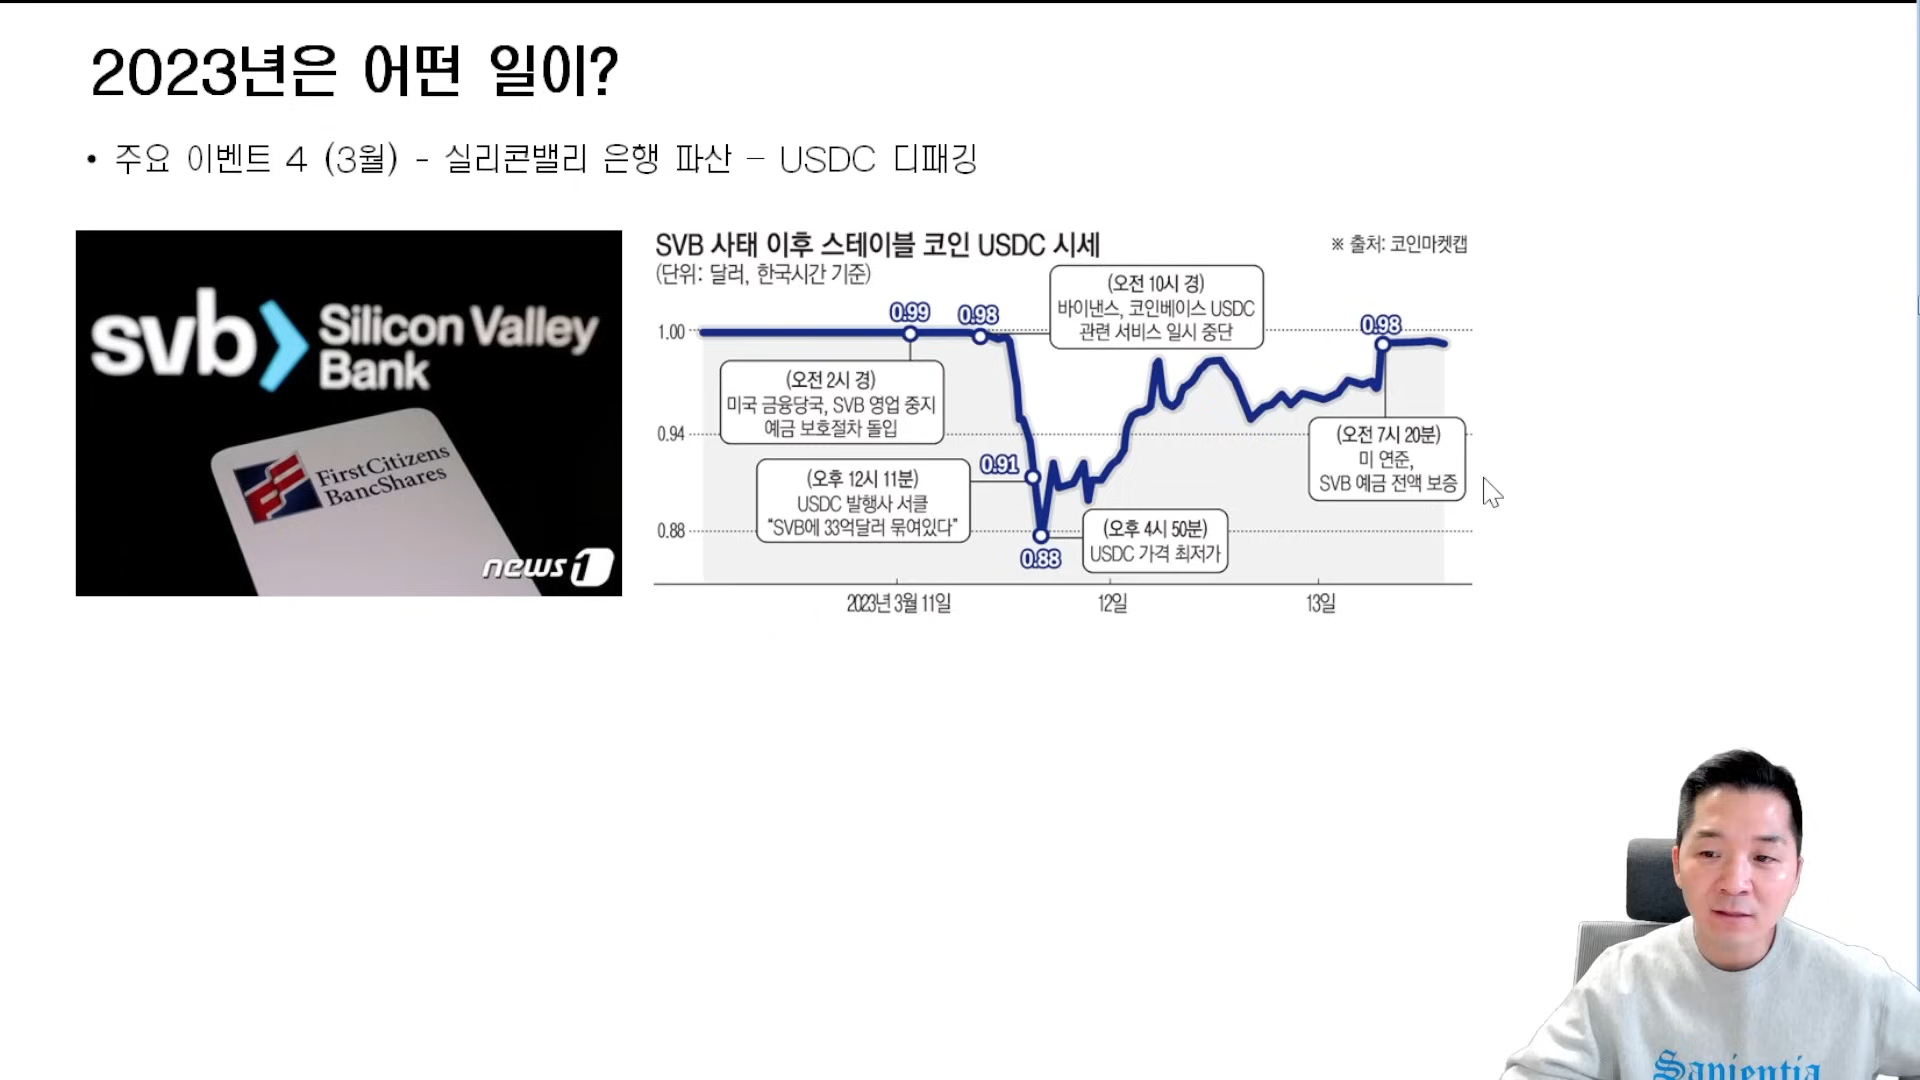 2023년은 어떤 일이?
• 주요 이벤트 4 (3월) - 실리콘밸리 은행 파산 – USDC 디패깅
svb Silicon Valley
Bank
First Citizens
BancShares
news1
SVB 사태 이후 스테이블 코인 USDC 시세
※ 출처: 코인마켓캡
(단위: 달러, 한국시간 기준)
(오전 10시 경)
바이낸스, 코인베이스 USDC
관련 서비스 일시 중단
0.99
0.98
0.98
1.00
(오전 2시 경)
미국 금융당국, SVB 영업 중지
예금 보호절차 돌입
0.94
(오전 7시 20분)
미 연준,
SVB 예금 전액 보증
0.91
(오후 12시 11분)
USDC 발행사 서클
“SVB에 33억달러 묶여있다”
0.88
0.88
(오후 4시 50분)
USDC 가격 최저가
2023년 3월 11일
12일
13일
Sapientia